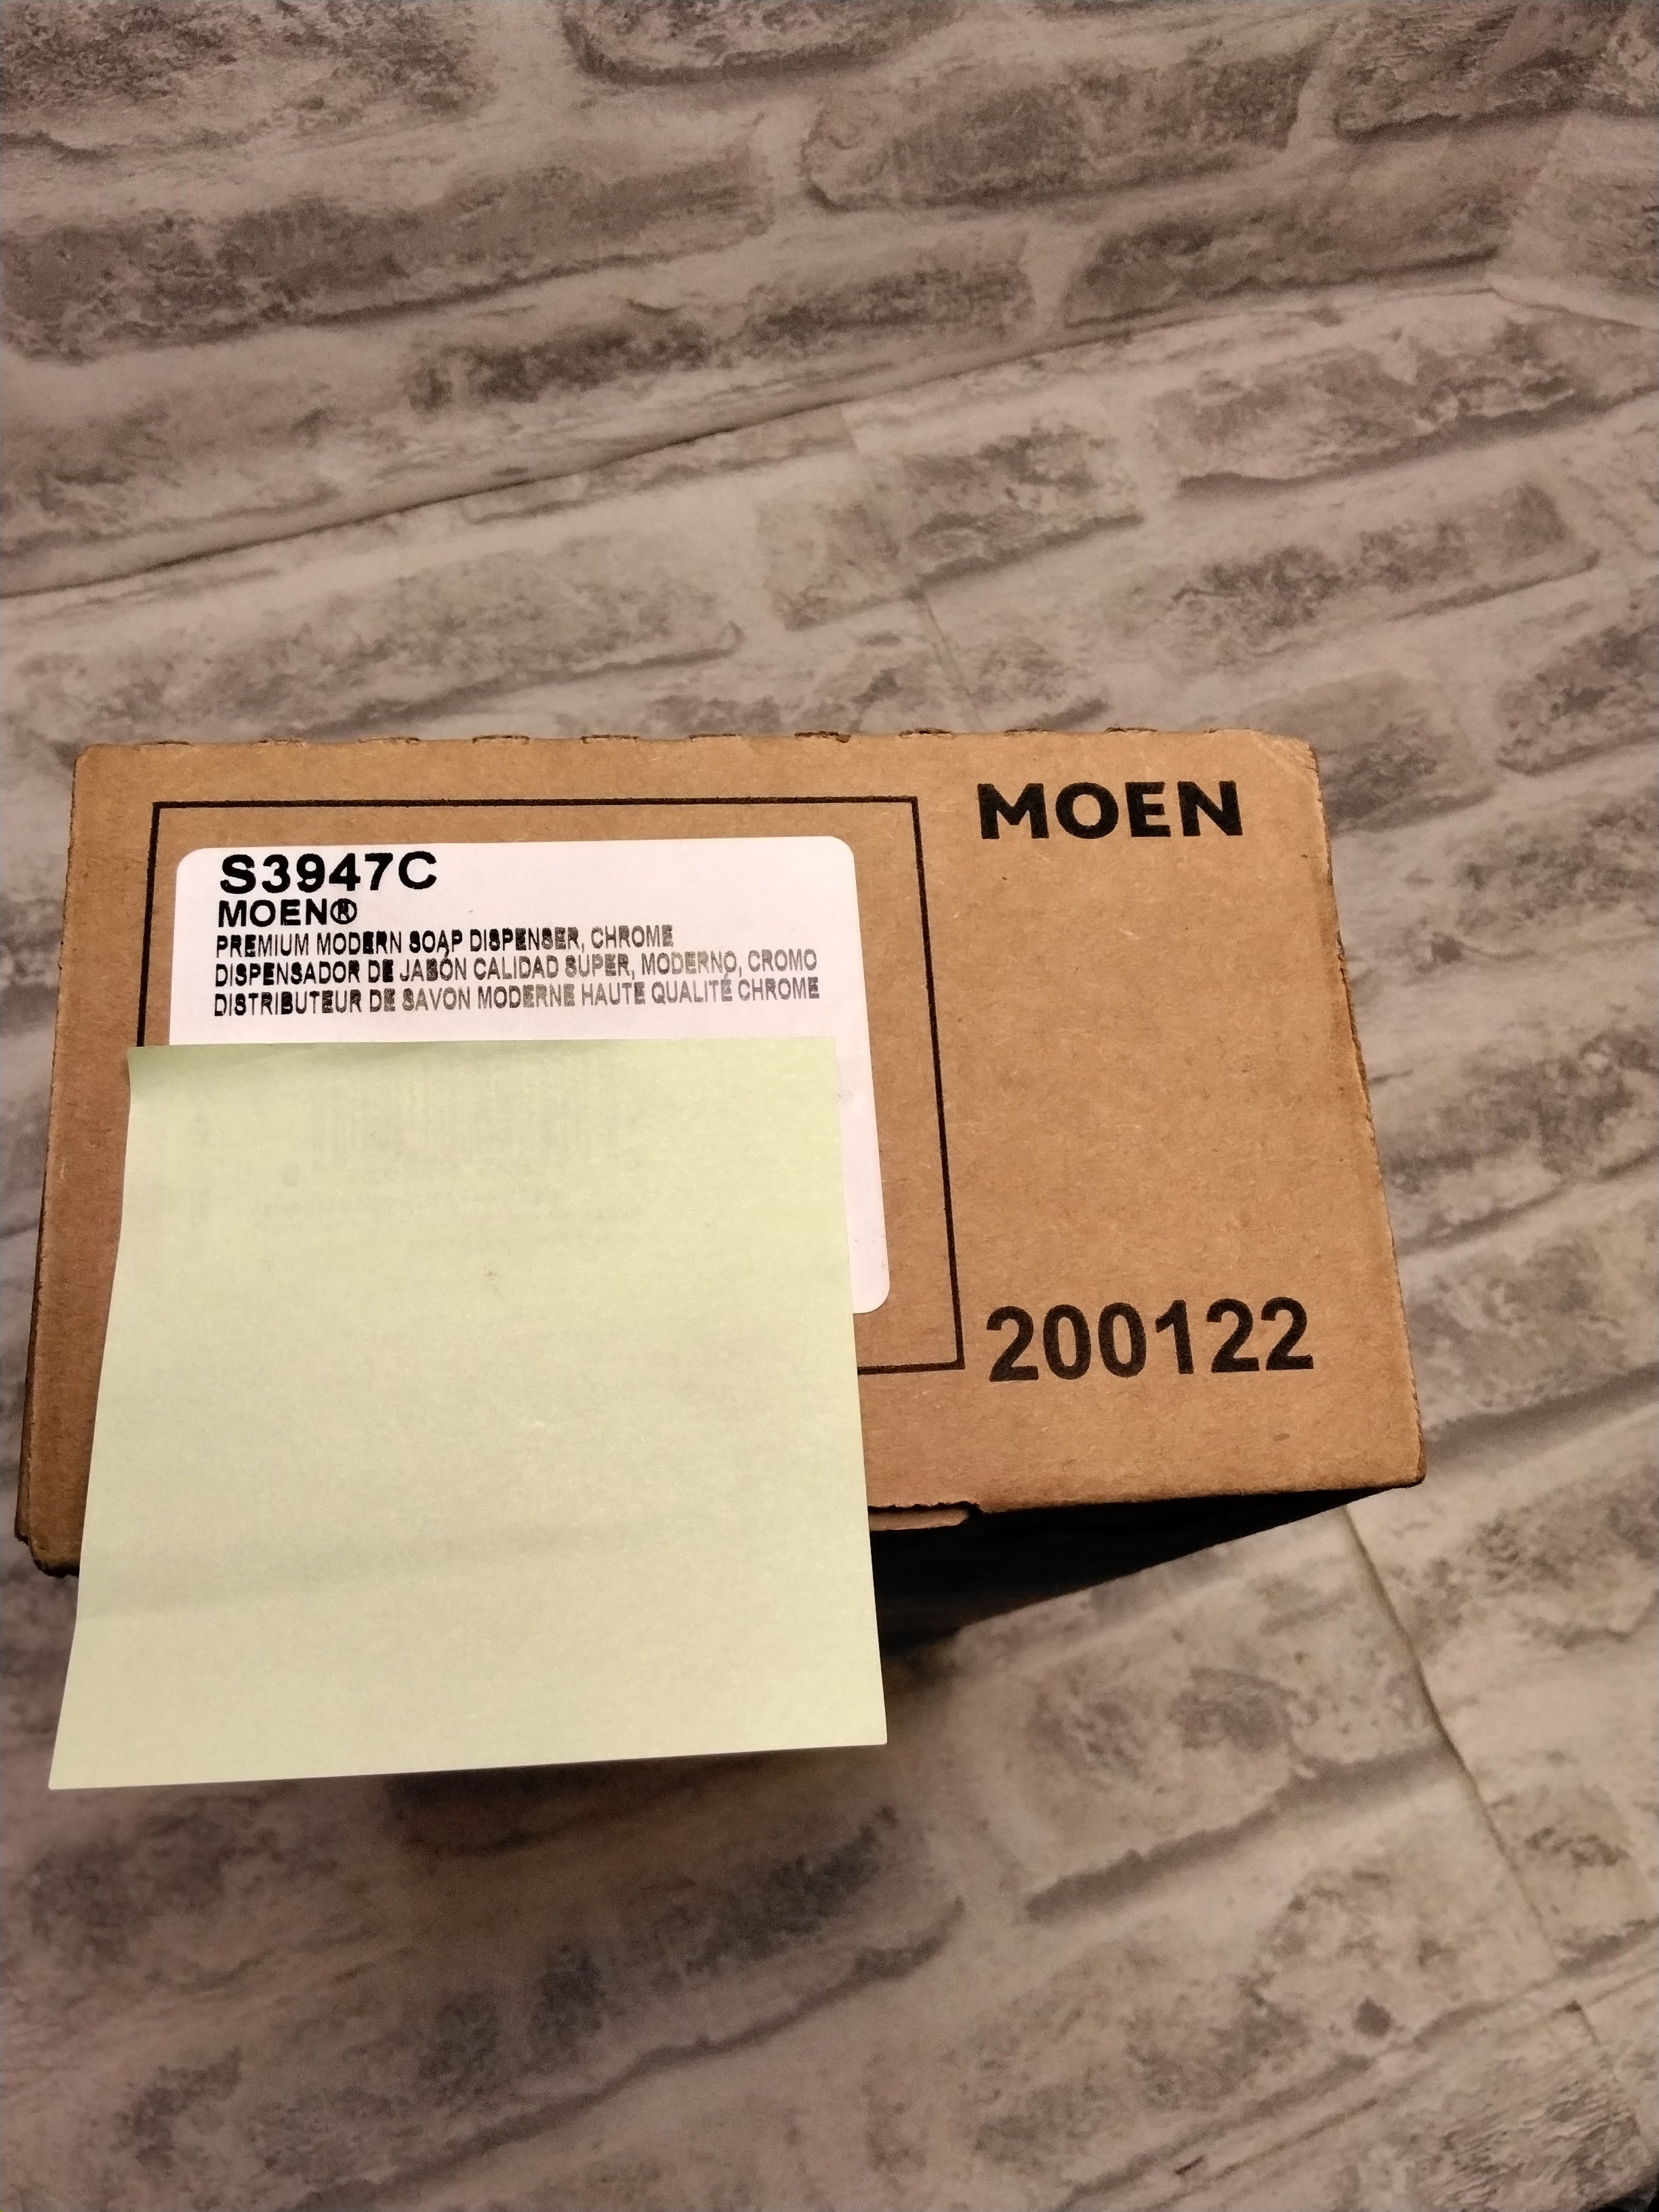 MOEN
S3947C
MOEN®
PREMIUM MODERN SOAP DISPENSER, CHROME
DISPENSADOR DE JABÓN CALIDAD SUPER, MODERNO, CROMO
DISTRIBUTEUR DE SAVON MODERNE HAUTE QUALITÉ CHROME
200122